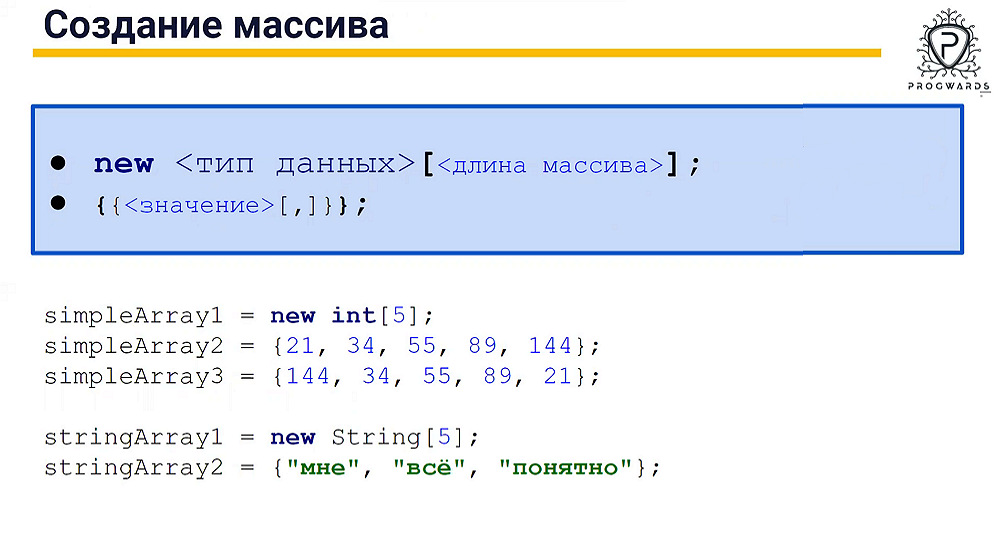 Создание массива
PROGWARDS
● new <тип данных>[<длина массива>];
● {{<значение>[,]}};
simpleArray1 = new int[5];
simpleArray2 = {21, 34, 55, 89, 144};
simpleArray3 = {144, 34, 55, 89, 21};
stringArray1 = new String[5];
stringArray2 = {"мне", "всё", "понятно"};